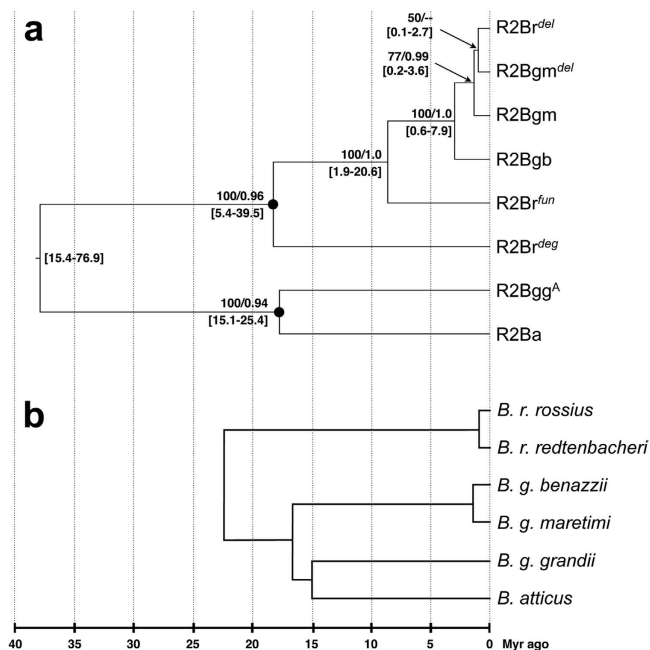 a
50/--
[0.1-2.7]
R2Br^del
77/0.99
[0.2-3.6]
R2Bgm^del
R2Bgm
100/1.0
[0.6-7.9]
R2Bgb
100/1.0
[1.9-20.6]
R2Br^fun
100/0.96
[5.4-39.5]
R2Br^deg
[15.4-76.9]
R2Bgg^A
100/0.94
[15.1-25.4]
R2Ba
b
B. r. rossius
B. r. redtenbacheri
B. g. benazzii
B. g. maretimi
B. g. grandii
B. atticus
40 35 30 25 20 15 10 5 0 Myr ago